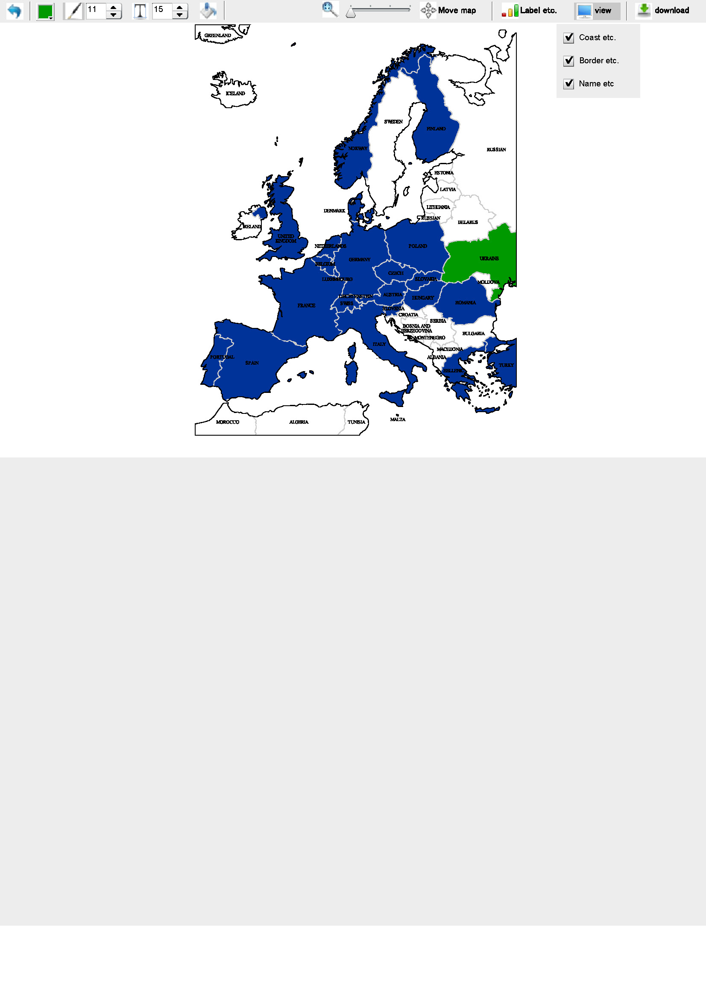 11
15
Move map
Label etc.
view
download
Coast etc.
Border etc.
Name etc
GREENLAND
ICELAND
SWEDEN
FINLAND
NORWAY
RUSSIAN
ESTONIA
LATVIA
DENMARK
LITHUANIA
RUSSIAN
BELARUS
IRELAND
UNITED
KINGDOM
NETHERLANDS
POLAND
UKRAINE
GERMANY
BELGIUM
CZECH
LUXEMBOURG
SLOVAKIA
MOLDOVA
LIECHTENSTEIN
AUSTRIA
HUNGARY
SWISS
ROMANIA
FRANCE
SLOVENIA
CROATIA
SERBIA
BOSNIA AND
HERZEGOVINA
BULGARIA
MONTENEGRO
ITALY
MACEDONIA
PORTUGAL
ALBANIA
SPAIN
TURKY
HELLENIC
MALTA
MOROCCO
ALGERIA
TUNISIA